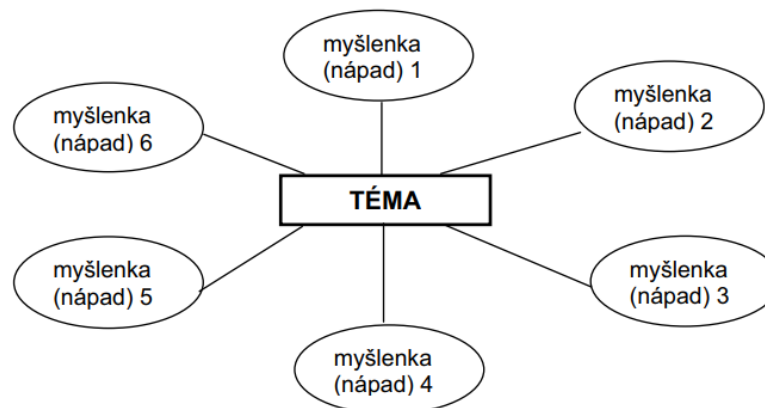 myšlenka
(nápad) 1
myšlenka
(nápad) 2
myšlenka
(nápad) 6
TÉMA
myšlenka
(nápad) 5
myšlenka
(nápad) 3
myšlenka
(nápad) 4